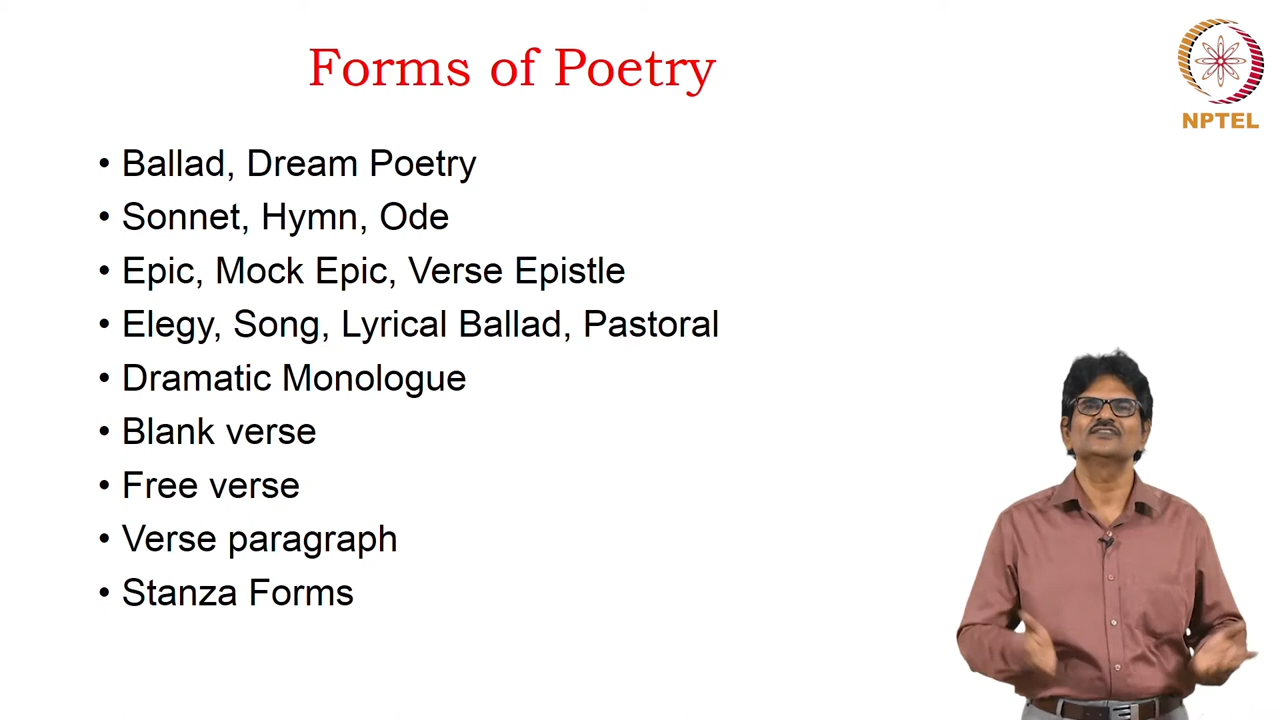 Forms of Poetry
NPTEL
• Ballad, Dream Poetry
• Sonnet, Hymn, Ode
• Epic, Mock Epic, Verse Epistle
• Elegy, Song, Lyrical Ballad, Pastoral
• Dramatic Monologue
• Blank verse
• Free verse
• Verse paragraph
• Stanza Forms